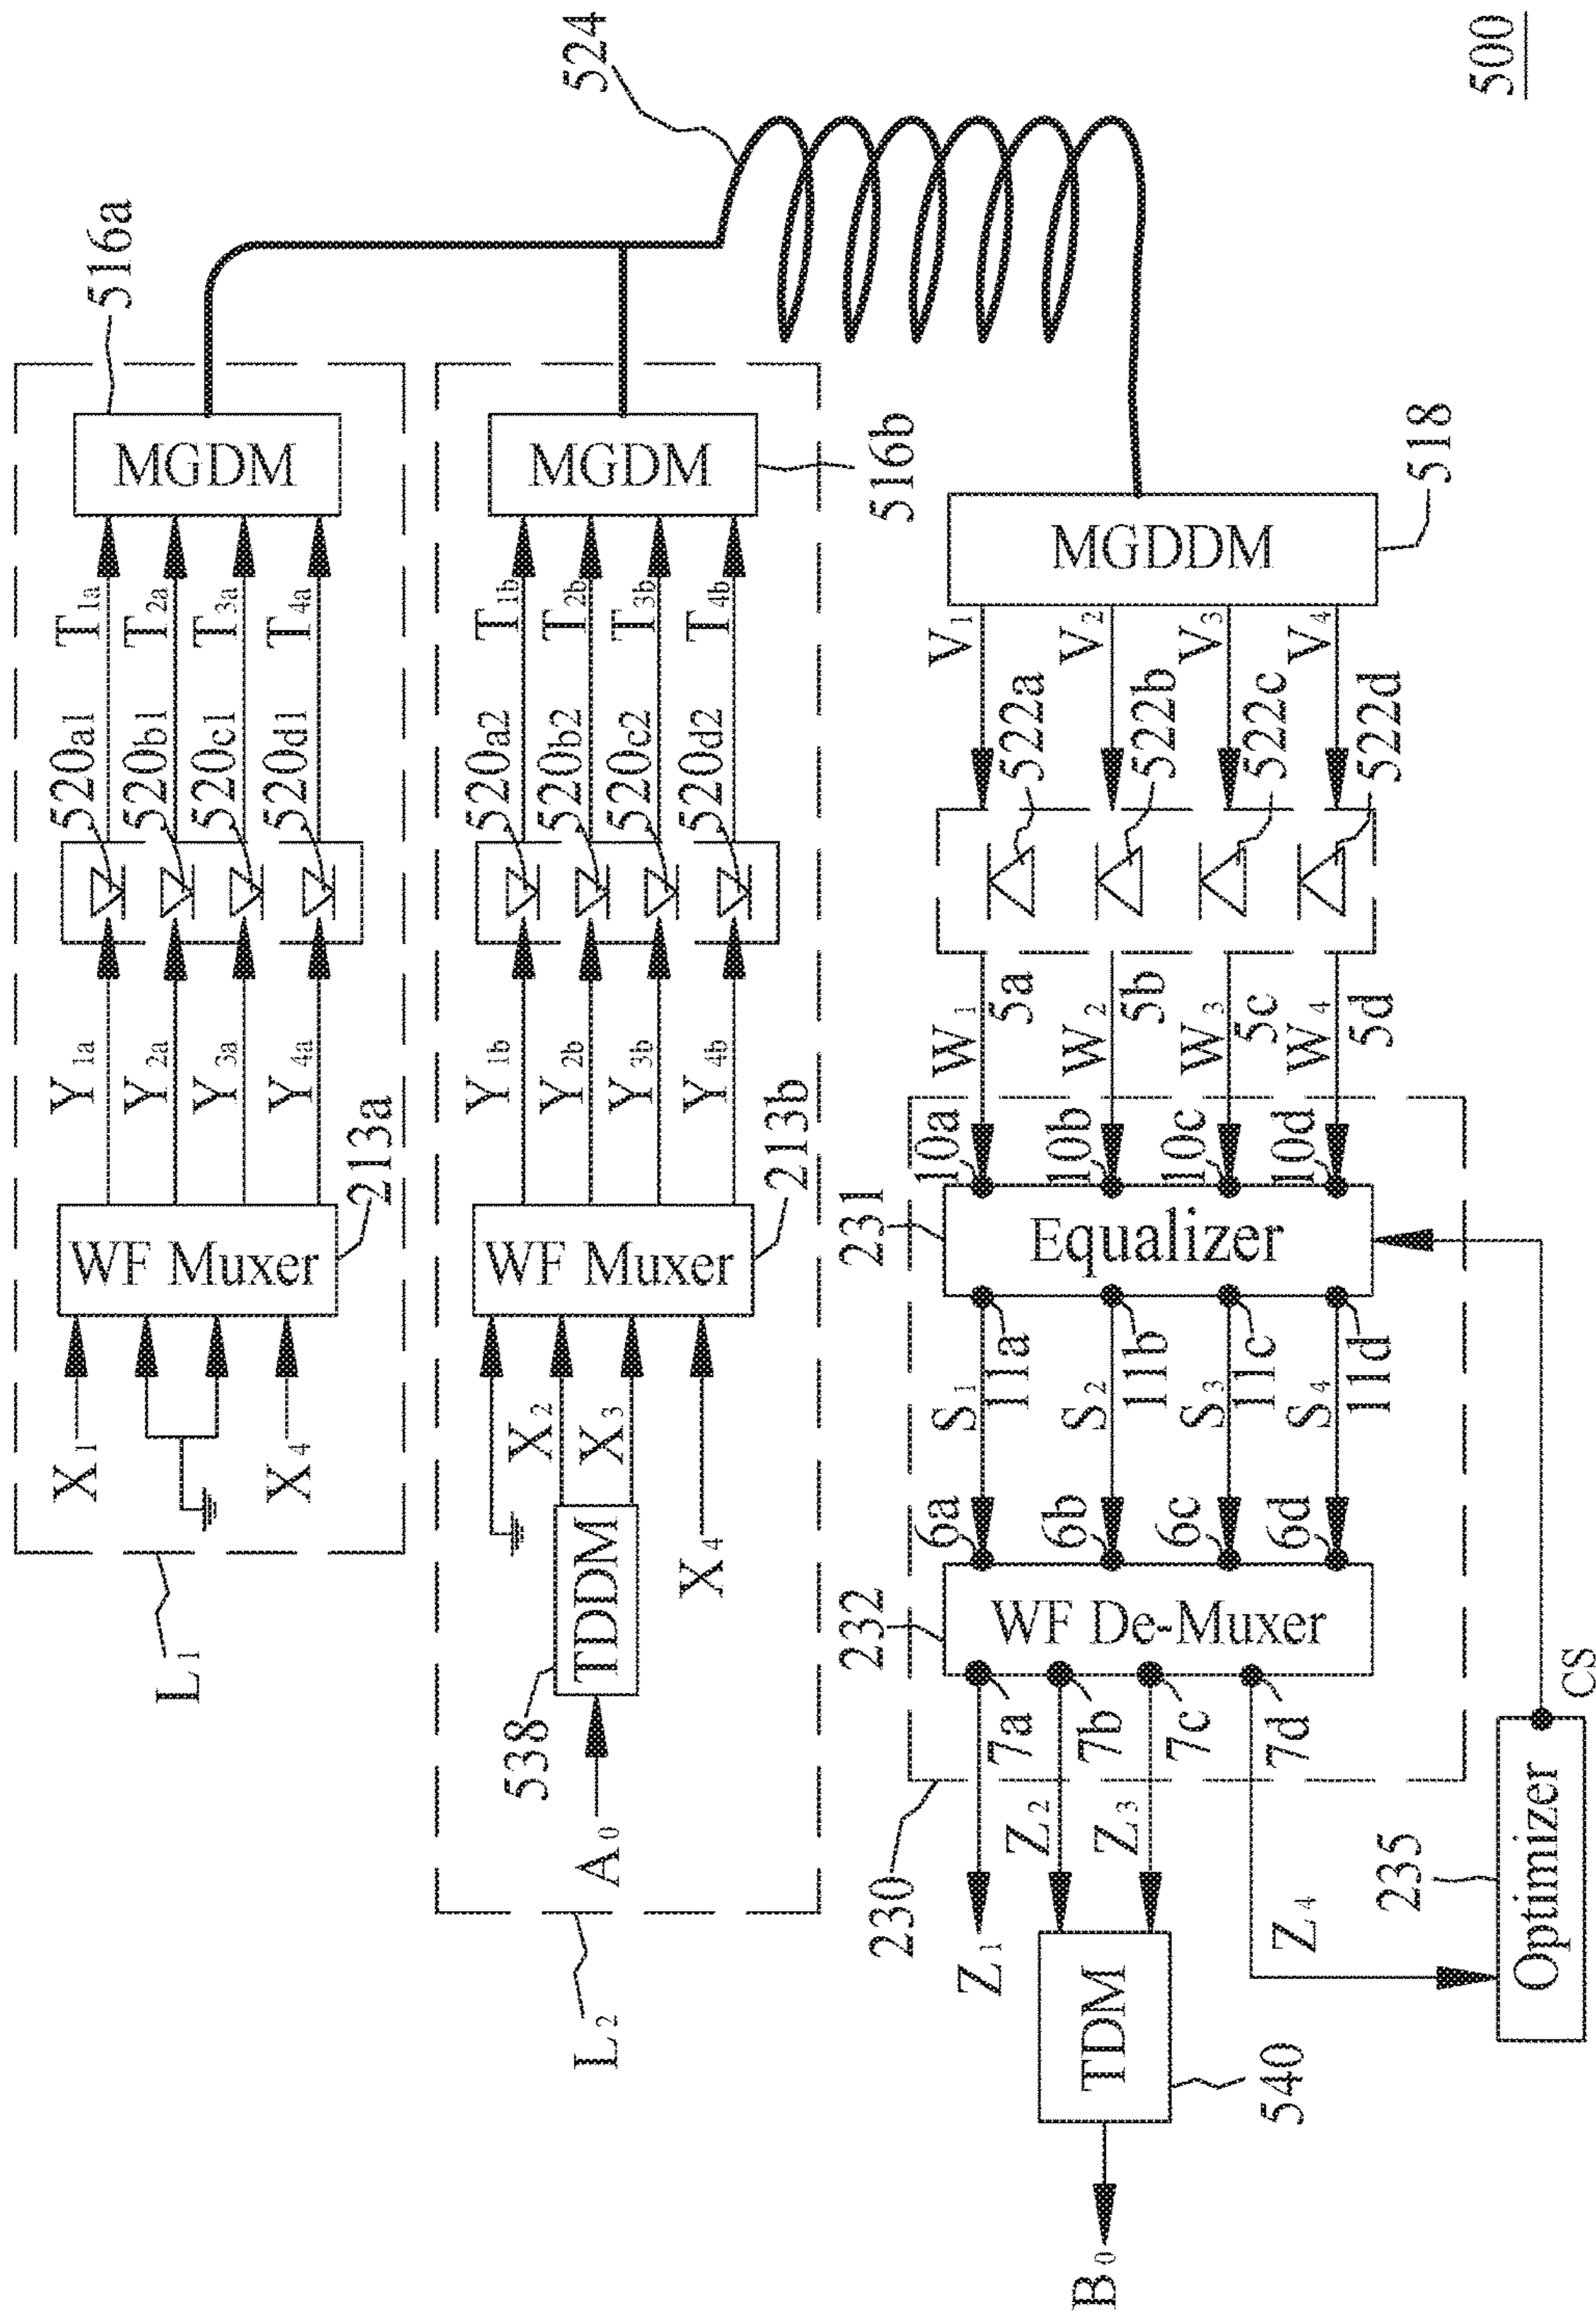 500
524
516a
MGDM
T1a
T2a
T3a
T4a
520a1
520b1
520c1
520d1
Y1a
Y2a
Y3a
Y4a
213a
WF Muxer
X1
X4
L1
MGDM
516b
T1b
T2b
T3b
T4b
520a2
520b2
520c2
520d2
Y1b
Y2b
Y3b
Y4b
213b
WF Muxer
X2
X3
X4
TDDM
538
A0
L2
MGDDM
518
V1
V2
V3
V4
522a
522b
522c
522d
W1
W2
W3
W4
5a
5b
5c
5d
10a
10b
10c
10d
231
Equalizer
11a
11b
11c
11d
S1
S2
S3
S4
6a
6b
6c
6d
232
WF De-Muxer
7a
7b
7c
7d
230
Z1
Z2
Z3
Z4
CS
Optimizer
235
TDM
540
B0